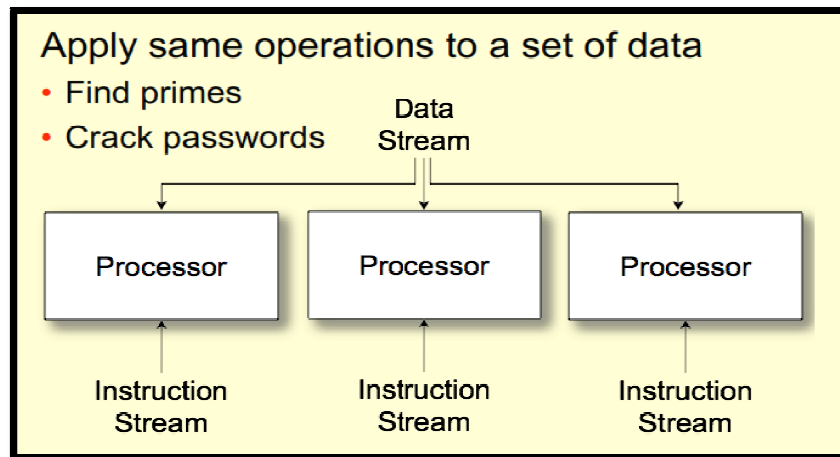 Apply same operations to a set of data
• Find primes
• Crack passwords
Data
Stream
Processor
Processor
Processor
Instruction
Stream
Instruction
Stream
Instruction
Stream